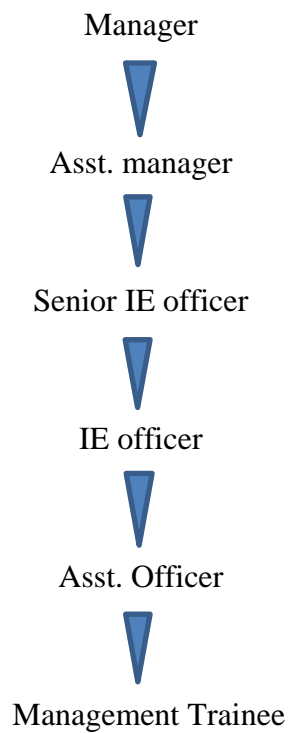 Manager
Asst. manager
Senior IE officer
IE officer
Asst. Officer
Management Trainee